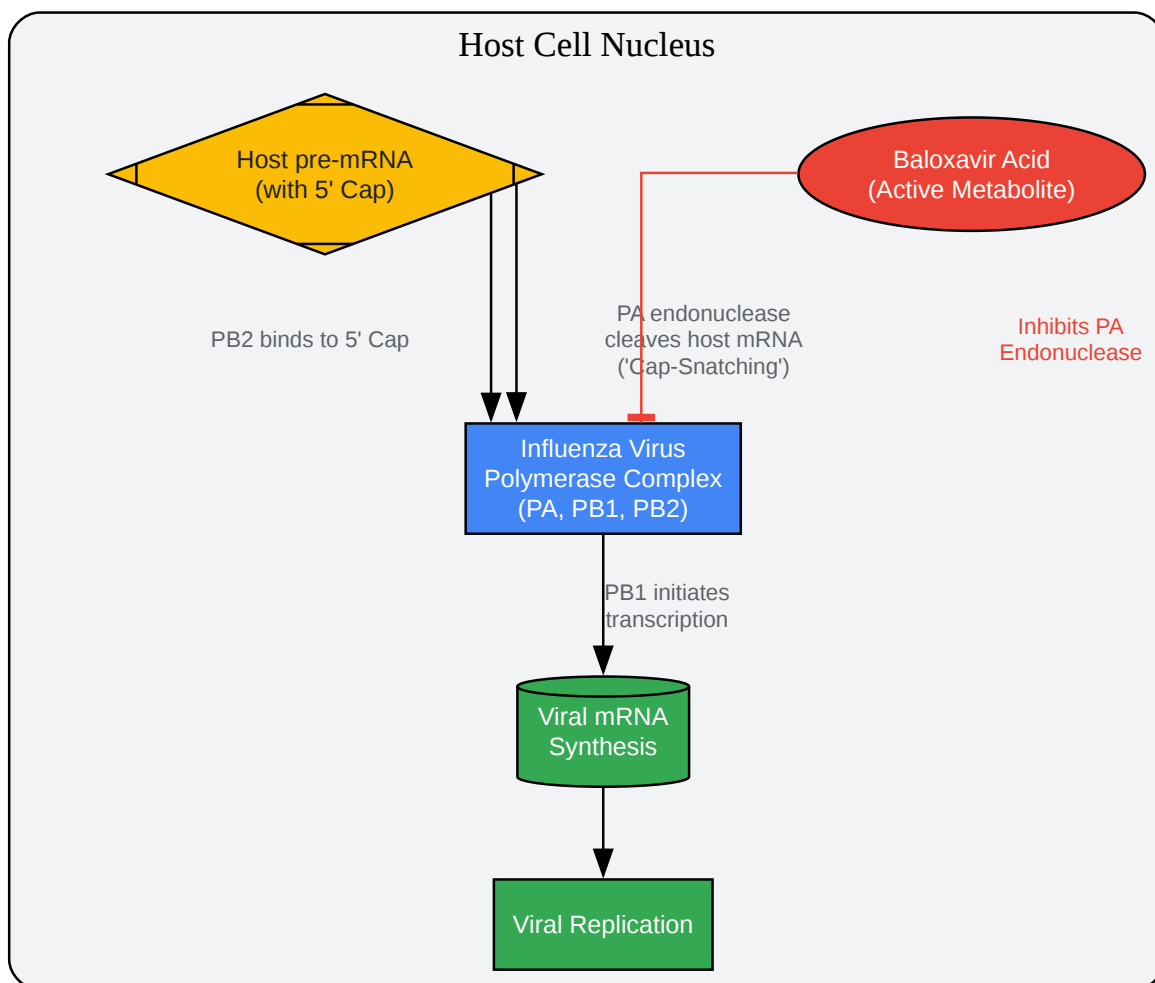 Host Cell Nucleus
Host pre-mRNA
(with 5' Cap)
Baloxavir Acid
(Active Metabolite)
PB2 binds to 5' Cap
PA endonuclease
cleaves host mRNA
('Cap-Snatching')
Inhibits PA
Endonuclease
Influenza Virus
Polymerase Complex
(PA, PB1, PB2)
PB1 initiates
transcription
Viral mRNA
Synthesis
Viral Replication